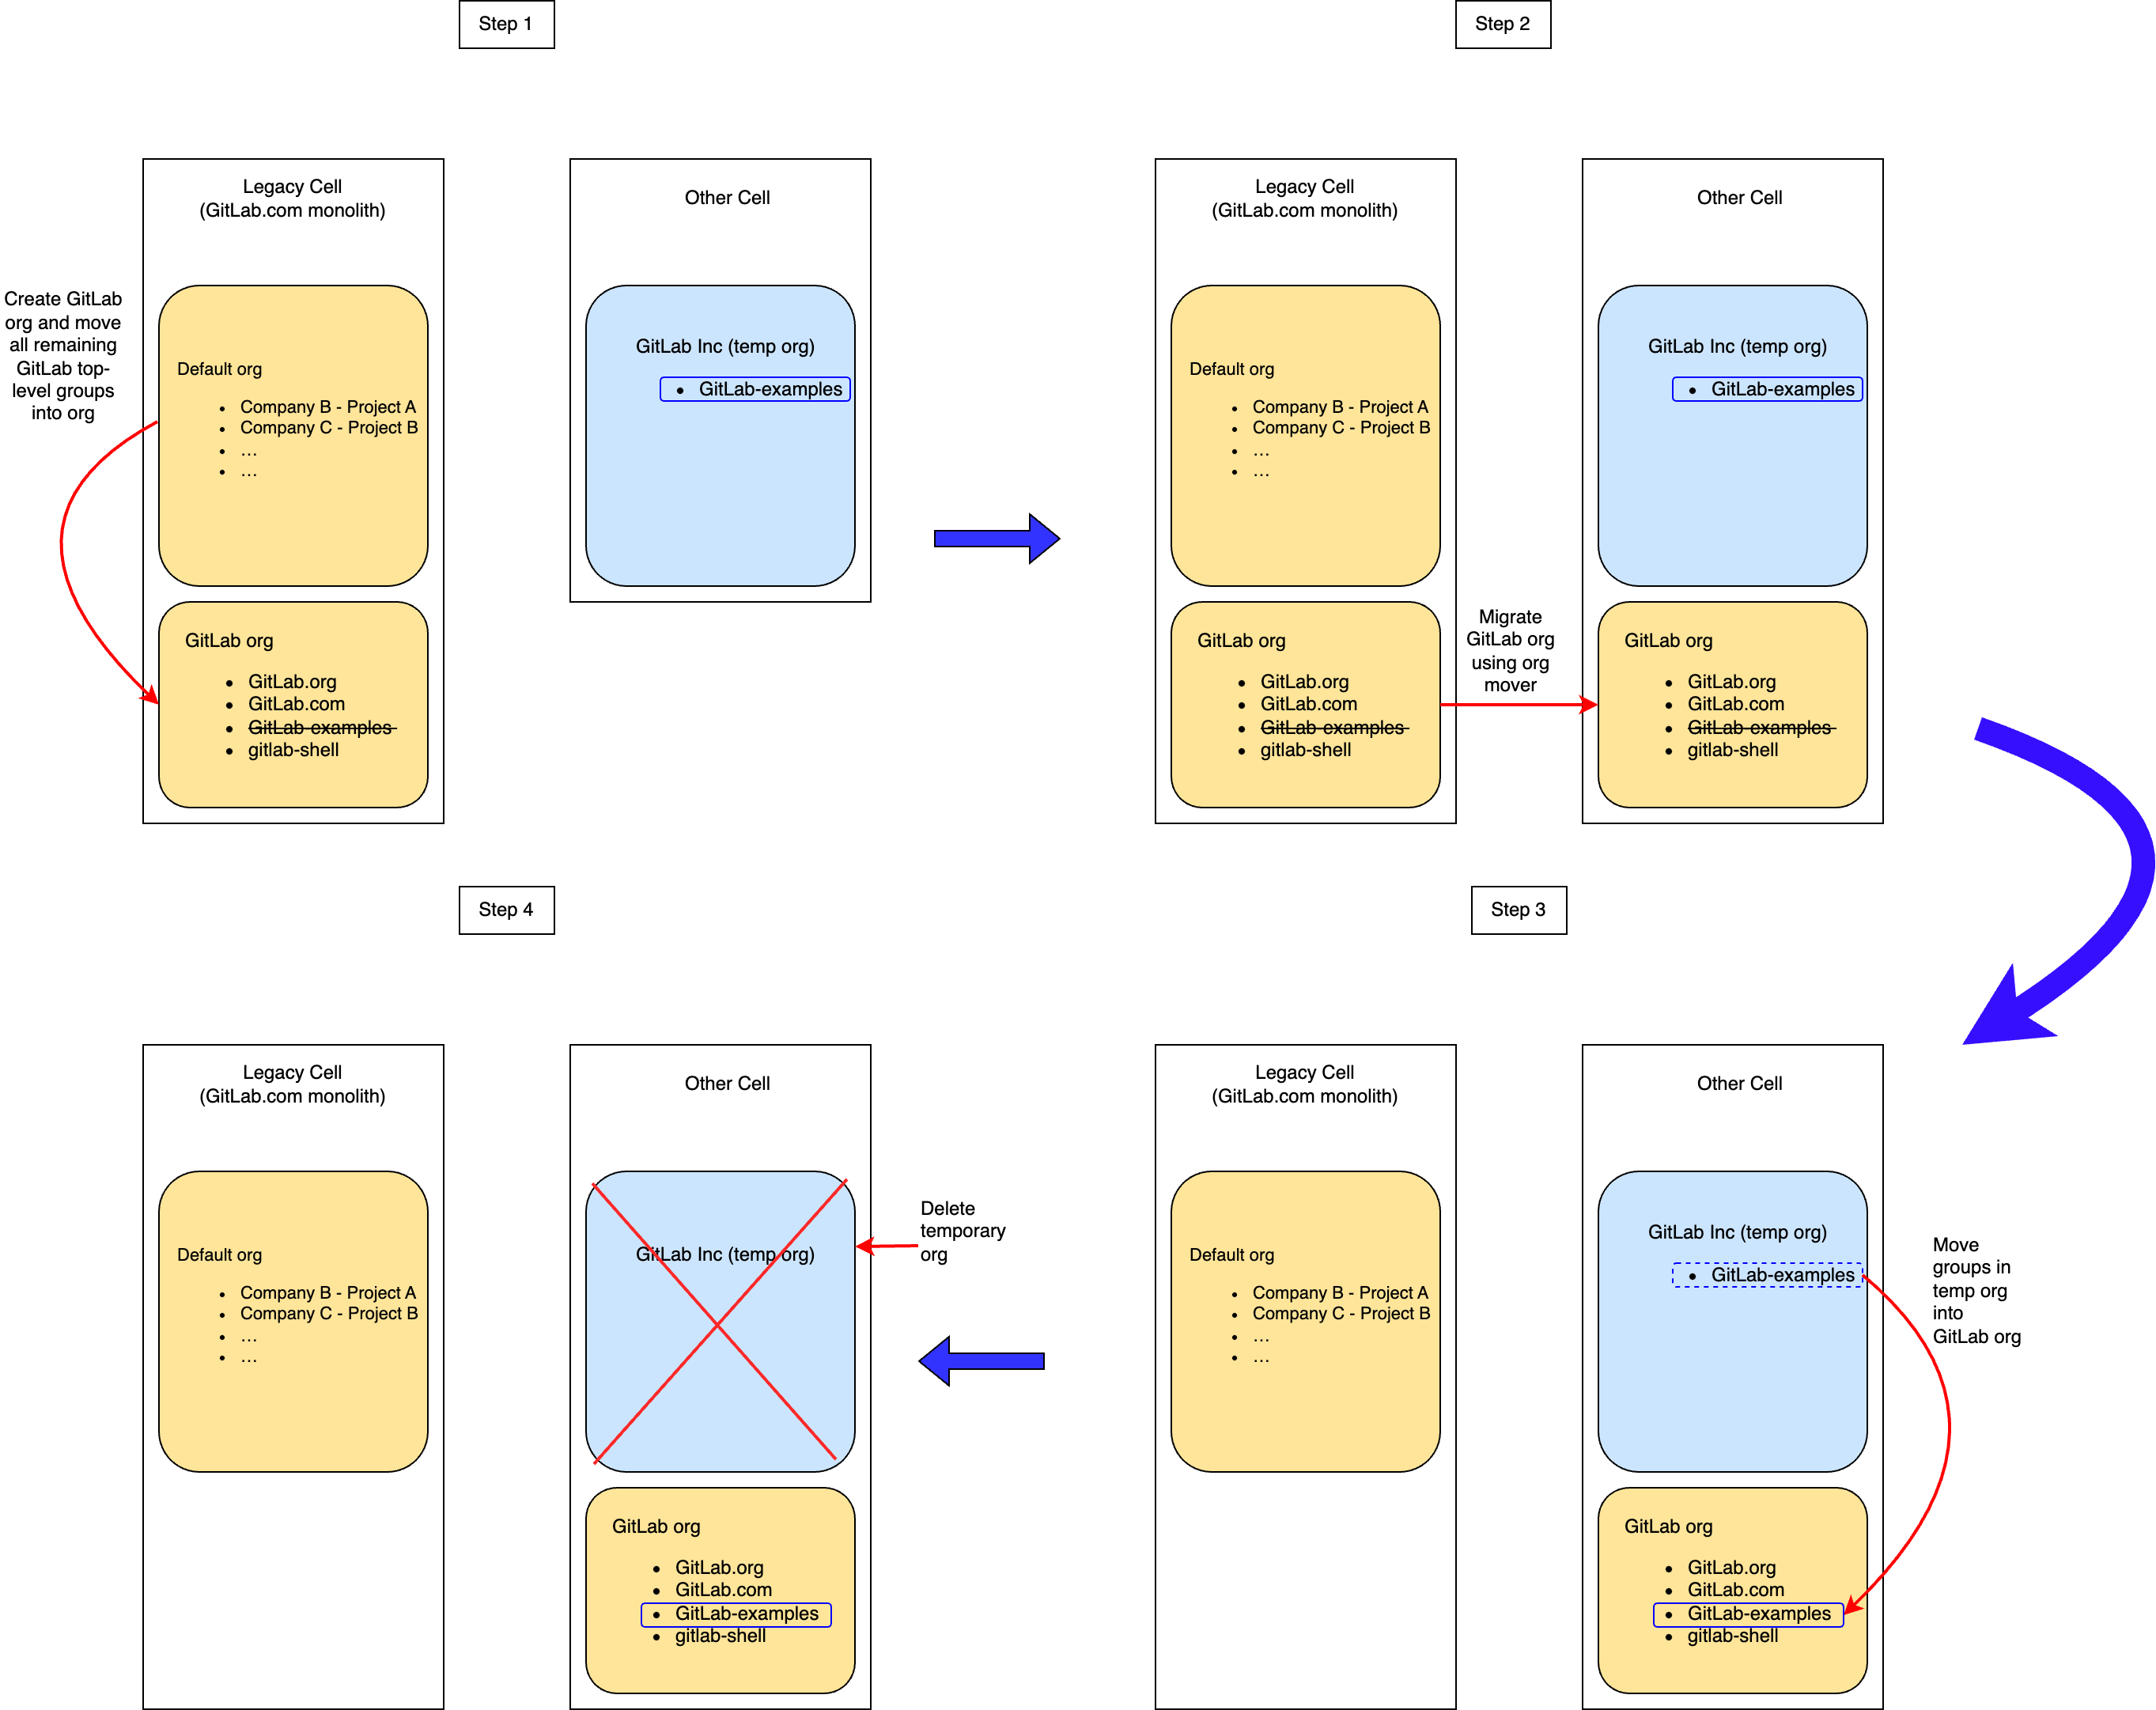 Step 1
Legacy Cell
(GitLab.com monolith)
Other Cell
Create GitLab
org and move
all remaining
GitLab top-
level groups
into org
Default org
• Company B - Project A
• Company C - Project B
• ...
• ...
GitLab org
• GitLab.org
• GitLab.com
• GitLab-examples
• gitlab-shell
GitLab Inc (temp org)
• GitLab-examples
Step 2
Legacy Cell
(GitLab.com monolith)
Other Cell
Default org
• Company B - Project A
• Company C - Project B
• ...
• ...
GitLab org
• GitLab.org
• GitLab.com
• GitLab-examples
• gitlab-shell
Migrate
GitLab org
using org
mover
GitLab Inc (temp org)
• GitLab-examples
GitLab org
• GitLab.org
• GitLab.com
• GitLab-examples
• gitlab-shell
Step 3
Legacy Cell
(GitLab.com monolith)
Other Cell
Default org
• Company B - Project A
• Company C - Project B
• ...
• ...
GitLab Inc (temp org)
• GitLab-examples
Move
groups in
temp org
into
GitLab org
GitLab org
• GitLab.org
• GitLab.com
• GitLab-examples
• gitlab-shell
Step 4
Legacy Cell
(GitLab.com monolith)
Other Cell
Default org
• Company B - Project A
• Company C - Project B
• ...
• ...
GitLab Inc (temp org)
Delete
temporary
org
GitLab org
• GitLab.org
• GitLab.com
• GitLab-examples
• gitlab-shell